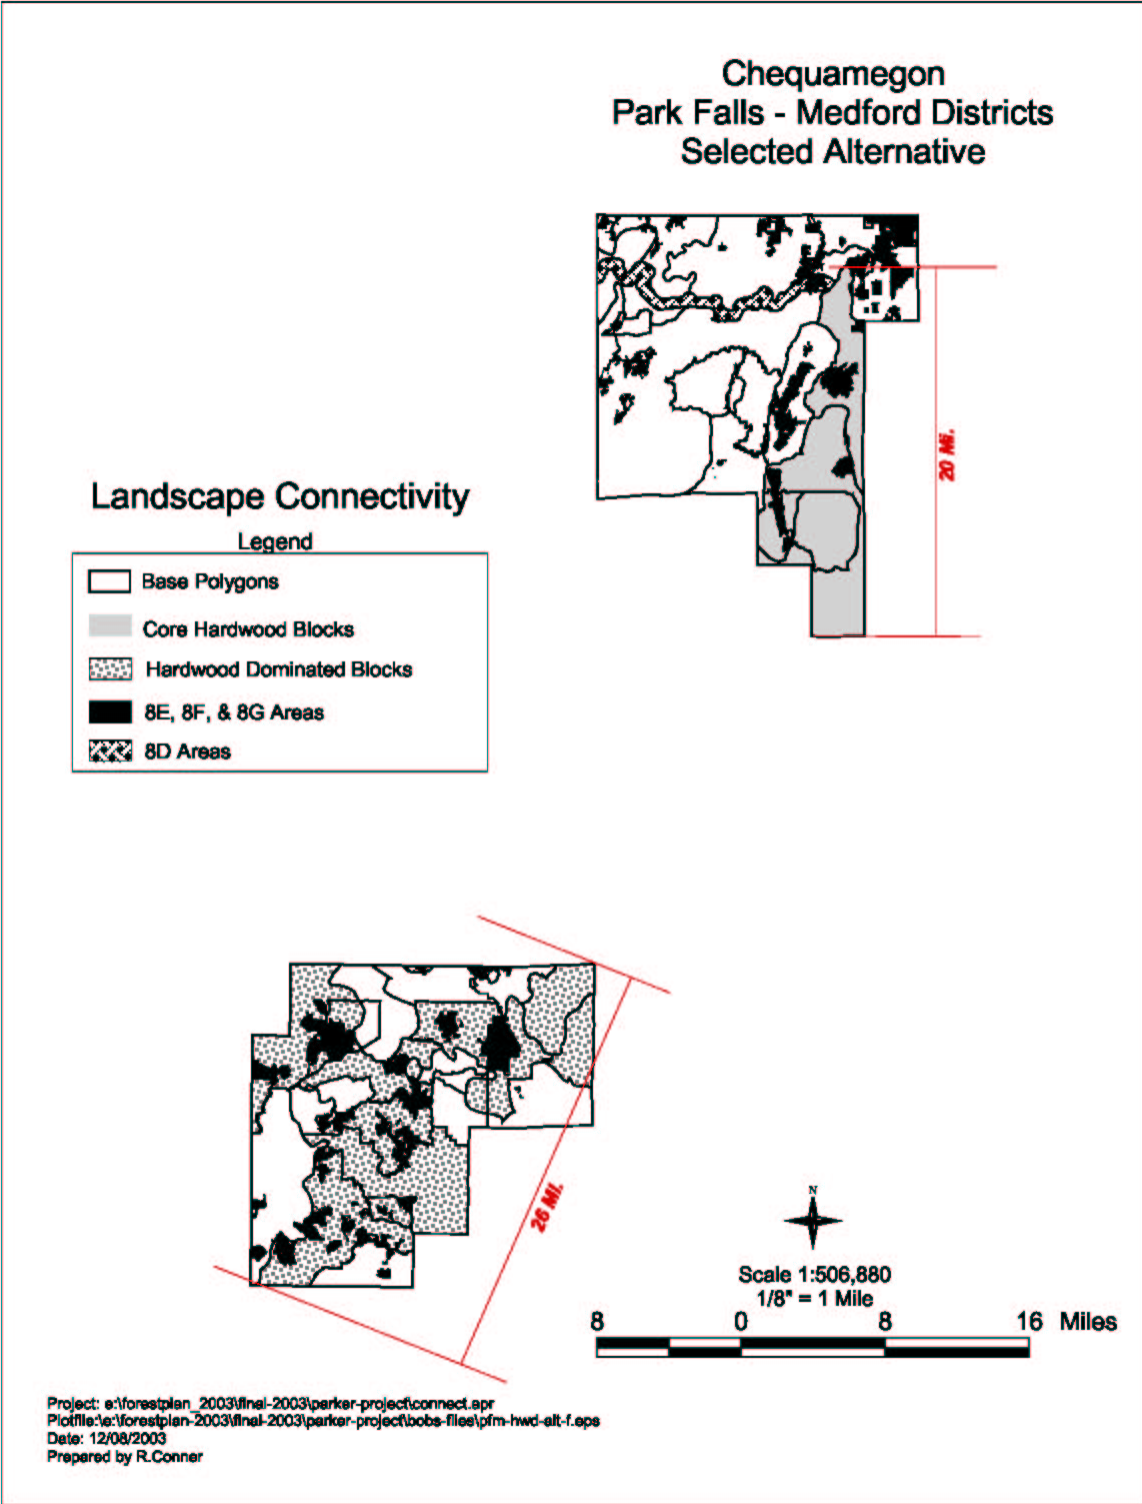 Chequamegon
Park Falls - Medford Districts
Selected Alternative
20 Mi.
Landscape Connectivity
Legend
Base Polygons
Core Hardwood Blocks
Hardwood Dominated Blocks
8E, 8F, & 8G Areas
8D Areas
26 Mi.
N
Scale 1:506,880
1/8" = 1 Mile
8 0 8 16 Miles
Project: e:\forestplan_2003\final-2003\parker-project\connect.apr
Plotfile:\e:\forestplan-2003\final-2003\parker-project\bobs-files\pfm-hwd-alt-f.eps
Date: 12/08/2003
Prepared by R.Conner